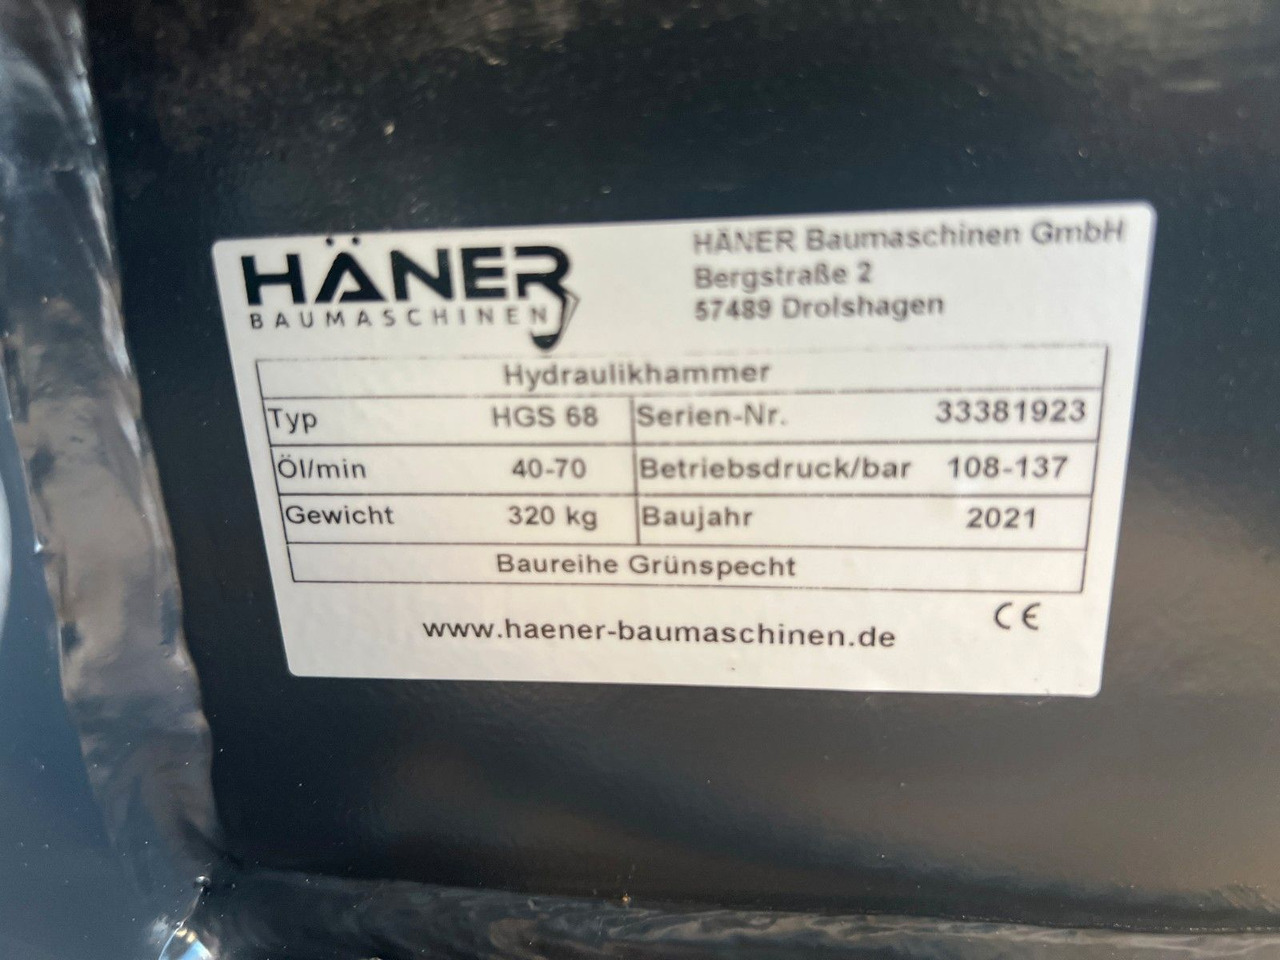 HÄNER
BAUMASCHINEN
HÄNER Baumaschinen GmbH
Bergstraße 2
57489 Drolshagen
Hydraulikhammer
Typ HGS 68 Serien-Nr. 33381923
Öl/min 40-70 Betriebsdruck/bar 108-137
Gewicht 320 kg Baujahr 2021
Baureihe Grünspecht
CE
www.haener-baumaschinen.de